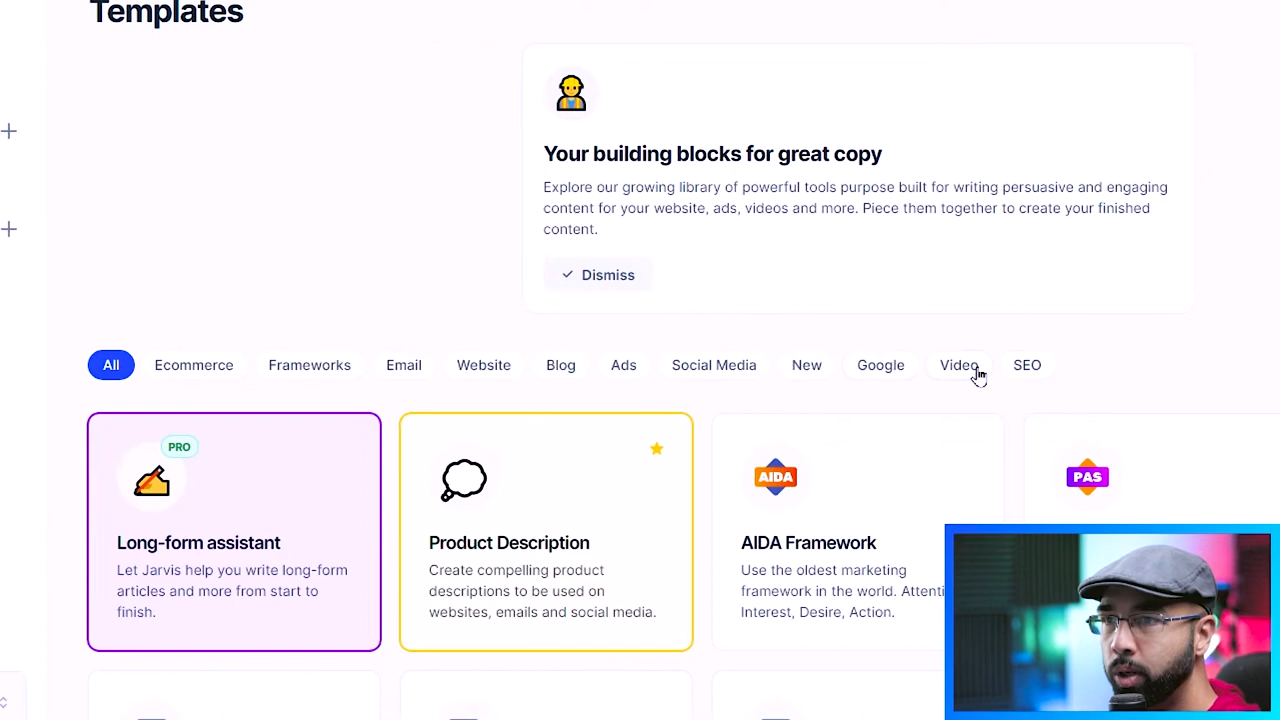 Templates
Your building blocks for great copy
Explore our growing library of powerful tools purpose built for writing persuasive and engaging
content for your website, ads, videos and more. Piece them together to create your finished
content.
Dismiss
All Ecommerce Frameworks Email Website Blog Ads Social Media New Google Video SEO
PRO
Long-form assistant
Let Jarvis help you write long-form
articles and more from start to
finish.
Product Description
Create compelling product
descriptions to be used on
websites, emails and social media.
AIDA
AIDA Framework
Use the oldest marketing
framework in the world.
Interest, Desire, Action.
PAS